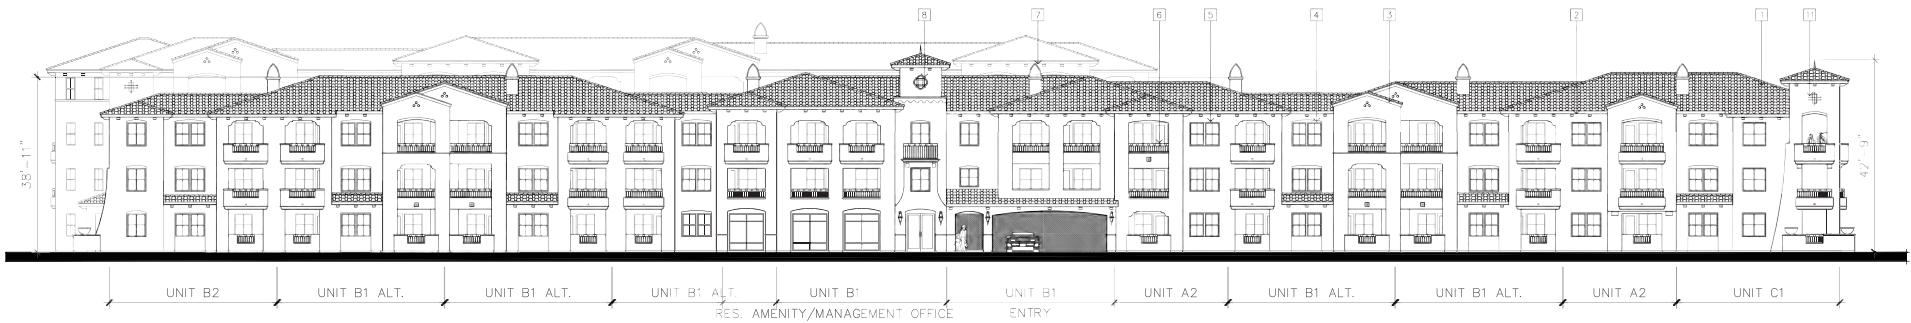 8 7 6 5 4 3 2 1 11
38'-11"
42'-9"
UNIT B2 UNIT B1 ALT. UNIT B1 ALT. UNIT B1 ALT. UNIT B1 UNIT B1 UNIT A2 UNIT B1 ALT. UNIT B1 ALT. UNIT A2 UNIT C1
RES. AMENITY/MANAGEMENT OFFICE ENTRY